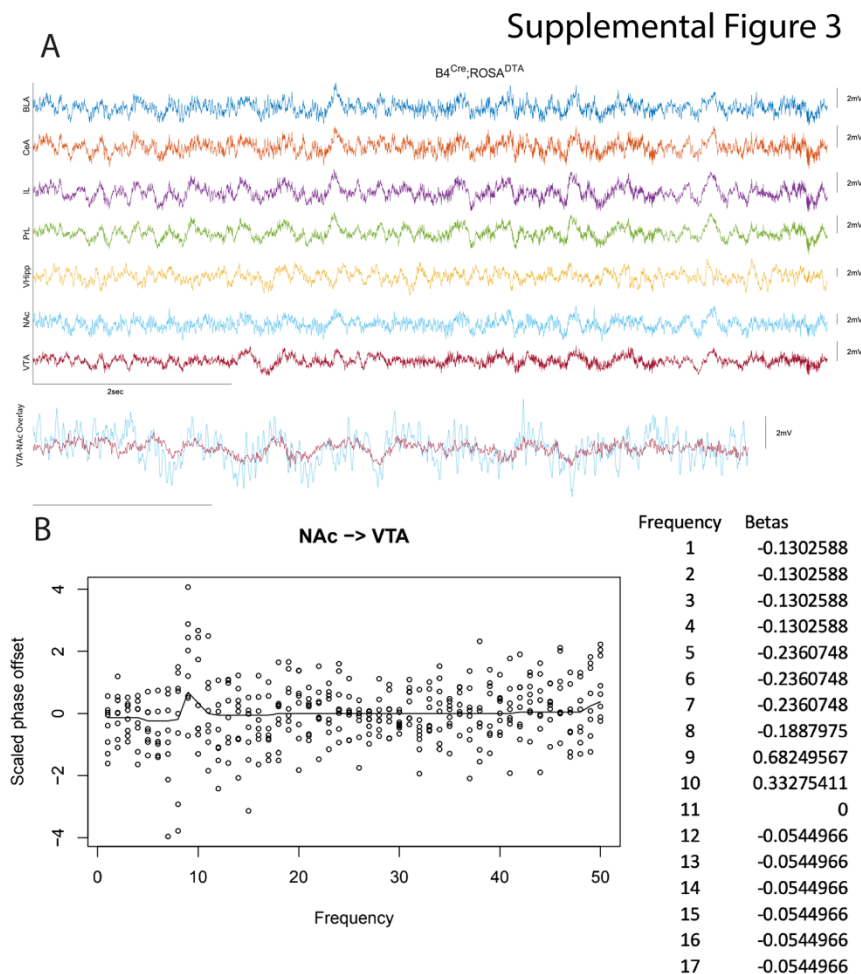 Supplemental Figure 3
A
B4Cre;ROSADTA
BLA
2mV
CeA
2mV
IL
2mV
PrL
2mV
VHipp
2mV
NAc
2mV
VTA
2mV
2sec
VTA-NAc Overlay
2mV
B
NAc −> VTA
Scaled phase offset
4
2
0
−2
−4
0 10 20 30 40 50
Frequency
Frequency Betas
1 -0.1302588
2 -0.1302588
3 -0.1302588
4 -0.1302588
5 -0.2360748
6 -0.2360748
7 -0.2360748
8 -0.1887975
9 0.68249567
10 0.33275411
11 0
12 -0.0544966
13 -0.0544966
14 -0.0544966
15 -0.0544966
16 -0.0544966
17 -0.0544966